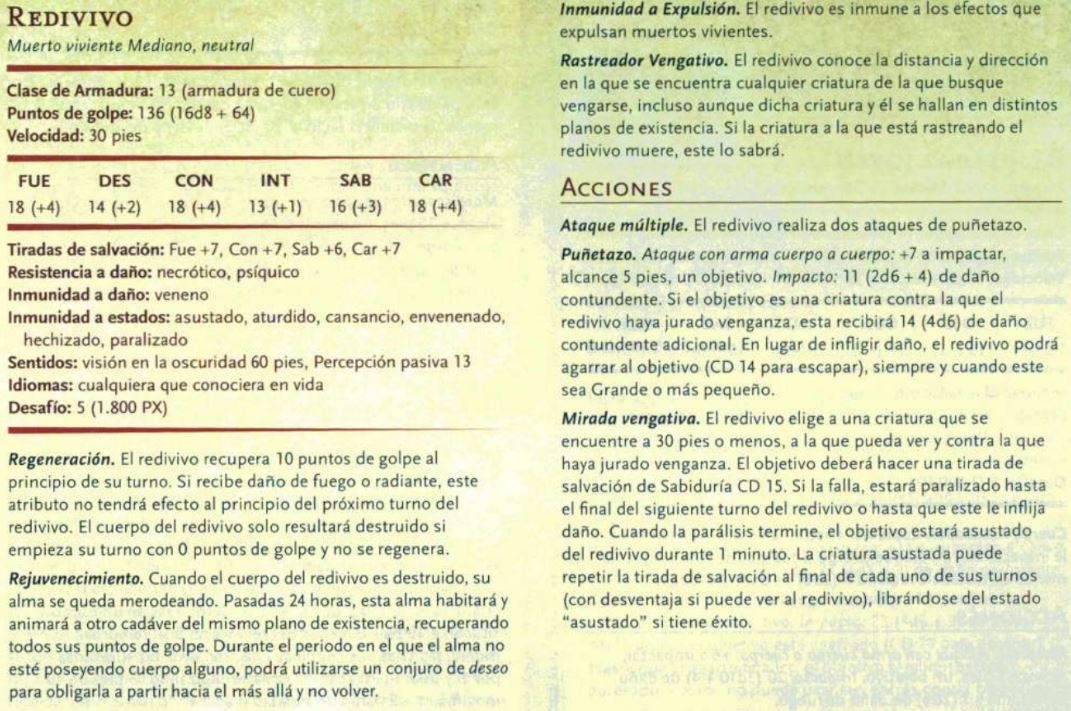 REDIVIVO
Muerto viviente Mediano, neutral
Clase de Armadura: 13 (armadura de cuero)
Puntos de golpe: 136 (16d8 + 64)
Velocidad: 30 pies
FUE DES CON INT SAB CAR
18 (+4) 14 (+2) 18 (+4) 13 (+1) 16 (+3) 18 (+4)
Tiradas de salvación: Fue +7, Con +7, Sab +6, Car +7
Resistencia a daño: necrótico, psíquico
Inmunidad a daño: veneno
Inmunidad a estados: asustado, aturdido, cansancio, envenenado,
hechizado, paralizado
Sentidos: visión en la oscuridad 60 pies, Percepción pasiva 13
Idiomas: cualquiera que conociera en vida
Desafío: 5 (1.800 PX)
Regeneración. El redivivo recupera 10 puntos de golpe al
principio de su turno. Si recibe daño de fuego o radiante, este
atributo no tendrá efecto al principio del próximo turno del
redivivo. El cuerpo del redivivo solo resultará destruido si
empieza su turno con 0 puntos de golpe y no se regenera.
Rejuvenecimiento. Cuando el cuerpo del redivivo es destruido, su
alma se queda merodeando. Pasadas 24 horas, esta alma habitará y
animará a otro cadáver del mismo plano de existencia, recuperando
todos sus puntos de golpe. Durante el periodo en el que el alma no
esté poseyendo cuerpo alguno, podrá utilizarse un conjuro de deseo
para obligarla a partir hacia el más allá y no volver.
Inmunidad a Expulsión. El redivivo es inmune a los efectos que
expulsan muertos vivientes.
Rastreador Vengativo. El redivivo conoce la distancia y dirección
en la que se encuentra cualquier criatura de la que busque
vengarse, incluso aunque dicha criatura y él se hallan en distintos
planos de existencia. Si la criatura a la que está rastreando el
redivivo muere, este lo sabrá.
ACCIONES
Ataque múltiple. El redivivo realiza dos ataques de puñetazo.
Puñetazo. Ataque con arma cuerpo a cuerpo: +7 a impactar,
alcance 5 pies, un objetivo. Impacto: 11 (2d6 + 4) de daño
contundente. Si el objetivo es una criatura contra la que el
redivivo haya jurado venganza, esta recibirá 14 (4d6) de daño
contundente adicional. En lugar de infligir daño, el redivivo podrá
agarrar al objetivo (CD 14 para escapar), siempre y cuando este
sea Grande o más pequeño.
Mirada vengativa. El redivivo elige a una criatura que se
encuentre a 30 pies o menos, a la que pueda ver y contra la que
haya jurado venganza. El objetivo deberá hacer una tirada de
salvación de Sabiduría CD 15. Si la falla, estará paralizado hasta
el final del siguiente turno del redivivo o hasta que este le inflija
daño. Cuando la parálisis termine, el objetivo estará asustado
del redivivo durante 1 minuto. La criatura asustada puede
repetir la tirada de salvación al final de cada uno de sus turnos
(con desventaja si puede ver al redivivo), librándose del estado
"asustado" si tiene éxito.